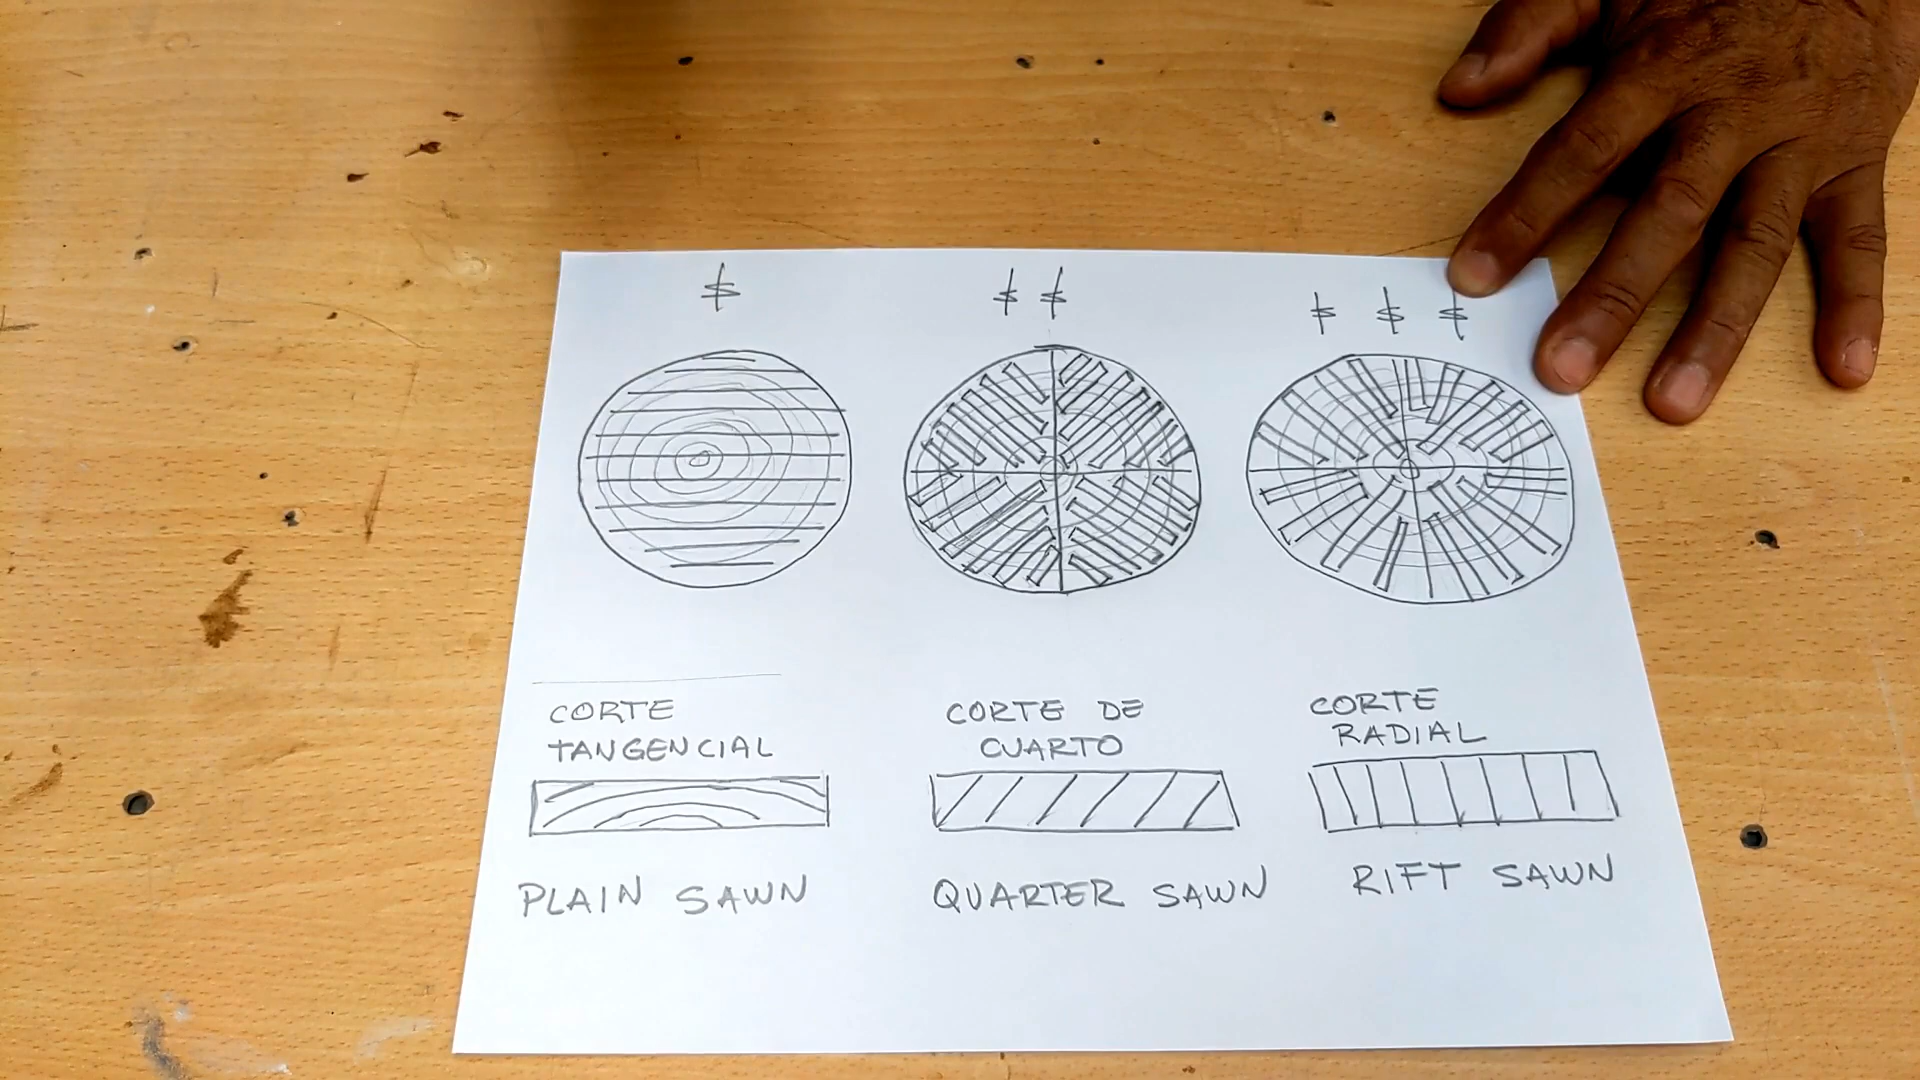 $
$ $
$ $ $
CORTE
TANGENCIAL
CORTE DE
CUARTO
CORTE
RADIAL
PLAIN SAWN
QUARTER SAWN
RIFT SAWN